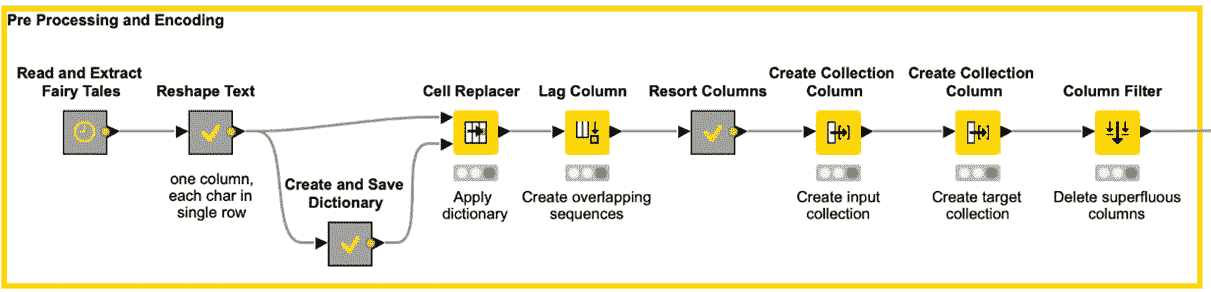 Pre Processing and Encoding
Read and Extract
Fairy Tales
Reshape Text
one column,
each char in
single row
Create and Save
Dictionary
Cell Replacer
Apply
dictionary
Lag Column
Create overlapping
sequences
Resort Columns
Create Collection
Column
Create input
collection
Create Collection
Column
Create target
collection
Column Filter
Delete superfluous
columns